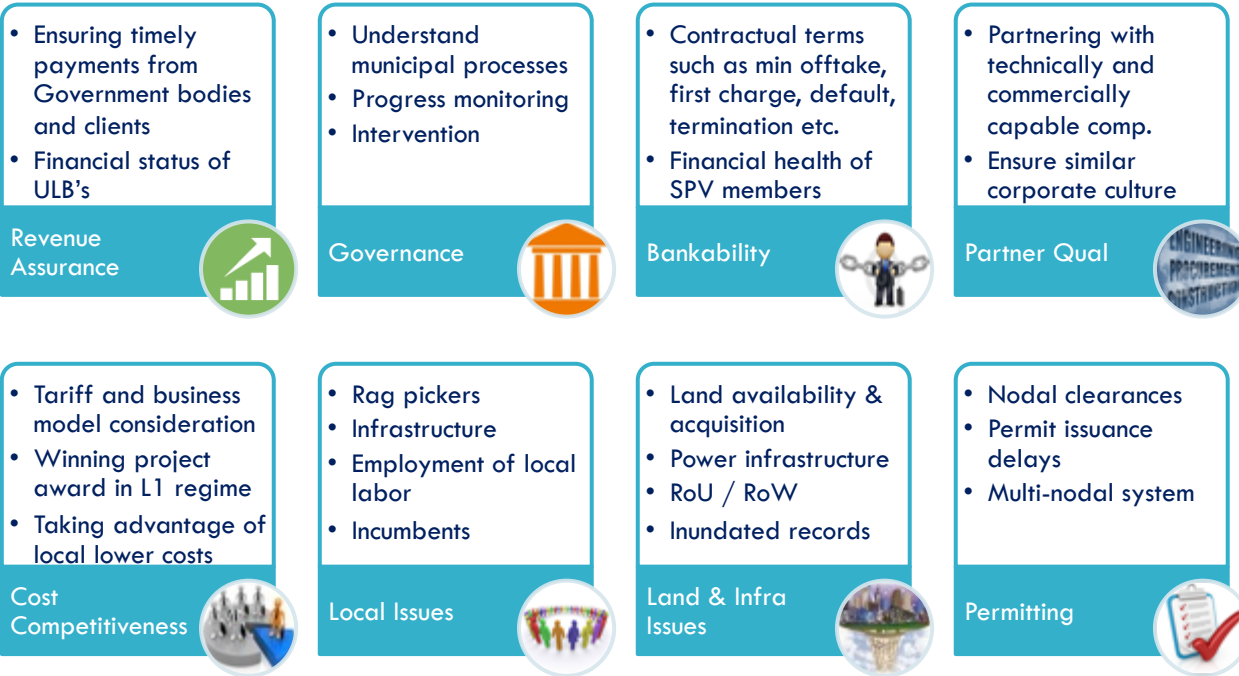 • Ensuring timely
payments from
Government bodies
and clients
• Financial status of
ULB's
Revenue
Assurance
• Understand
municipal processes
• Progress monitoring
• Intervention
Governance
• Contractual terms
such as min offtake,
first charge, default,
termination etc.
• Financial health of
SPV members
Bankability
• Partnering with
technically and
commercially
capable comp.
• Ensure similar
corporate culture
Partner Qual
ENGINEERING
PROCUREMENT
CONSTRUCTION
• Tariff and business
model consideration
• Winning project
award in L1 regime
• Taking advantage of
local lower costs
Cost
Competitiveness
• Rag pickers
• Infrastructure
• Employment of local
labor
• Incumbents
Local Issues
• Land availability &
acquisition
• Power infrastructure
• RoU / RoW
• Inundated records
Land & Infra
Issues
• Nodal clearances
• Permit issuance
delays
• Multi-nodal system
Permitting